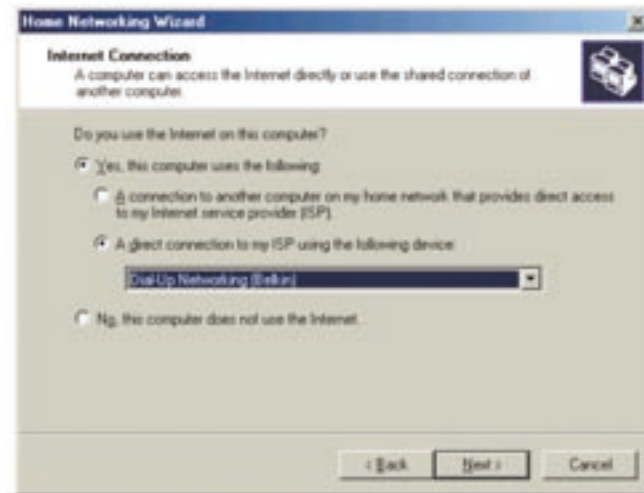 Home Networking Wizard
Internet Connection
A computer can access the Internet directly or use the shared connection of
another computer.
Do you use the Internet on this computer?
Yes, this computer uses the following:
A connection to another computer on my home network that provides direct access
to my Internet service provider (ISP).
A direct connection to my ISP using the following device:
Dial-Up Networking (Belkin)
No, this computer does not use the Internet.
< Back
Next >
Cancel